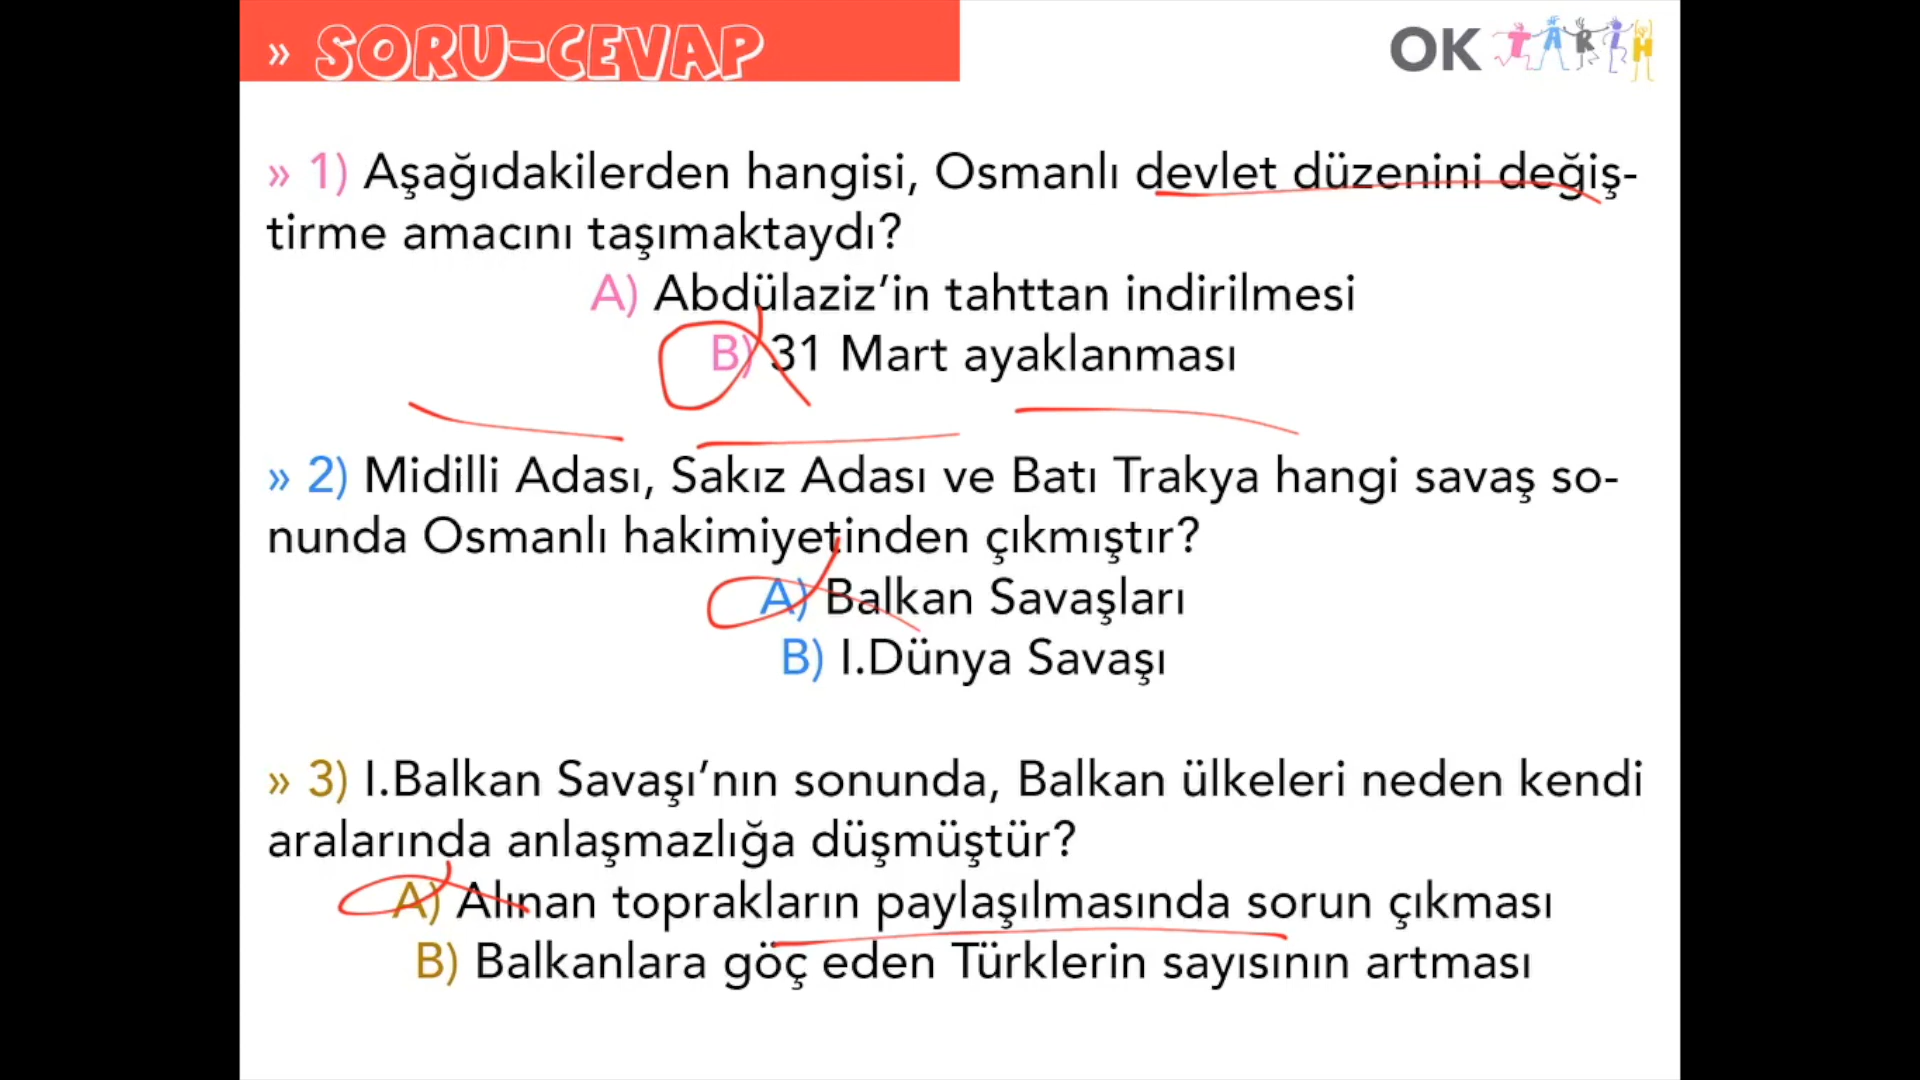 » SORU-CEVAP
OK TARİH
» 1) Aşağıdakilerden hangisi, Osmanlı devlet düzenini değiş-
tirme amacını taşımaktaydı?
A) Abdülaziz’in tahttan indirilmesi
B) 31 Mart ayaklanması
» 2) Midilli Adası, Sakız Adası ve Batı Trakya hangi savaş so-
nunda Osmanlı hakimiyetinden çıkmıştır?
A) Balkan Savaşları
B) I.Dünya Savaşı
» 3) I.Balkan Savaşı’nın sonunda, Balkan ülkeleri neden kendi
aralarında anlaşmazlığa düşmüştür?
A) Alınan toprakların paylaşılmasında sorun çıkması
B) Balkanlara göç eden Türklerin sayısının artması